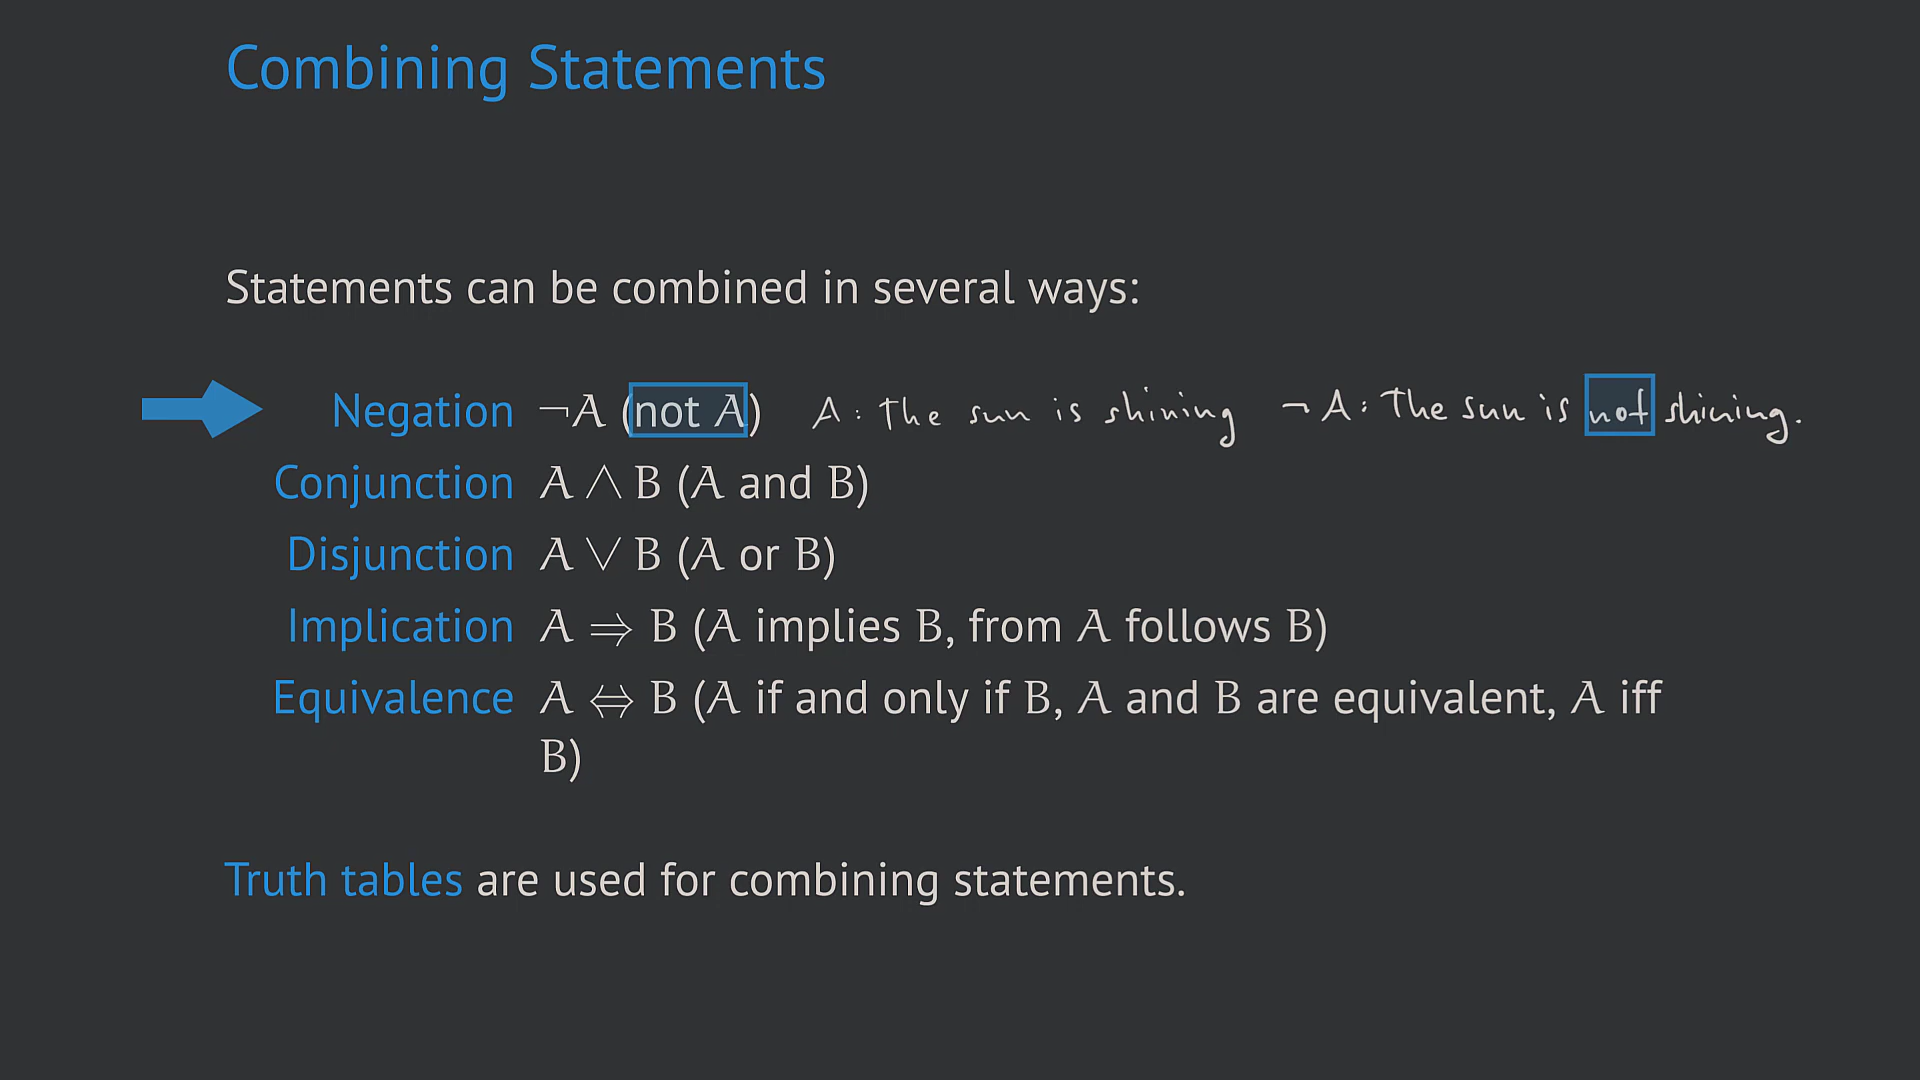 Combining Statements
Statements can be combined in several ways:
Negation ¬A (not A) A: The sun is shining ¬A: The sun is not shining.
Conjunction A ∧ B (A and B)
Disjunction A ∨ B (A or B)
Implication A ⇒ B (A implies B, from A follows B)
Equivalence A ⇔ B (A if and only if B, A and B are equivalent, A iff
B)
Truth tables are used for combining statements.